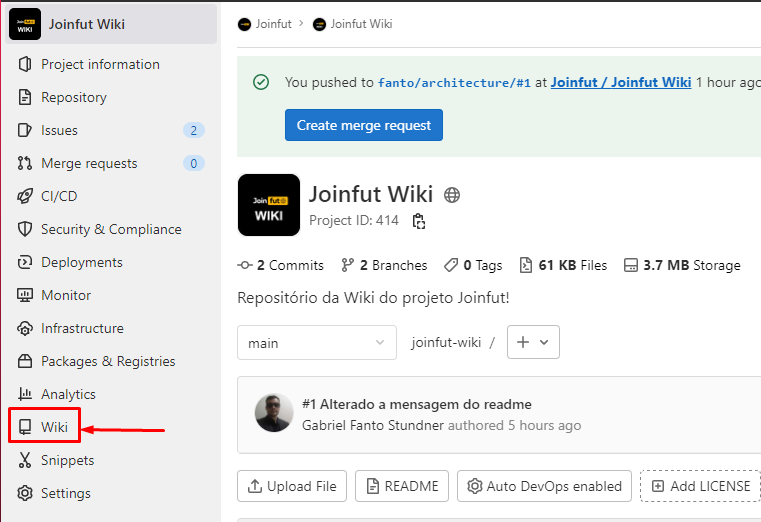 Joinfut Wiki
Project information
Repository
Issues 2
Merge requests 0
CI/CD
Security & Compliance
Deployments
Monitor
Infrastructure
Packages & Registries
Analytics
Wiki
Snippets
Settings
Joinfut > Joinfut Wiki
You pushed to fanto/architecture/#1 at Joinfut / Joinfut Wiki 1 hour ago
Create merge request
Join fut
WIKI
Joinfut Wiki
Project ID: 414
2 Commits 2 Branches 0 Tags 61 KB Files 3.7 MB Storage
Repositório da Wiki do projeto Joinfut!
main joinfut-wiki / +
#1 Alterado a mensagem do readme
Gabriel Fanto Stundner authored 5 hours ago
Upload File README Auto DevOps enabled Add LICENSE